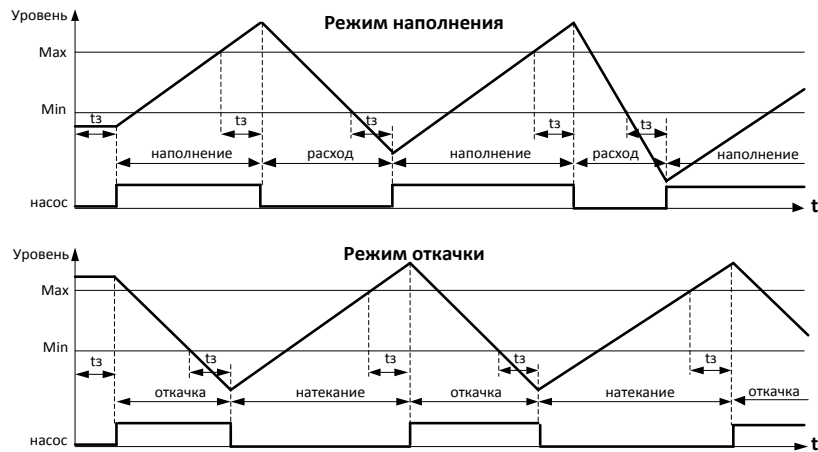 Уровень
Режим наполнения
Max
Min
tз tз tз tз tз
наполнение расход наполнение расход наполнение
насос
t
Уровень
Режим откачки
Max
Min
tз tз tз tз tз
откачка натекание откачка натекание откачка
насос
t